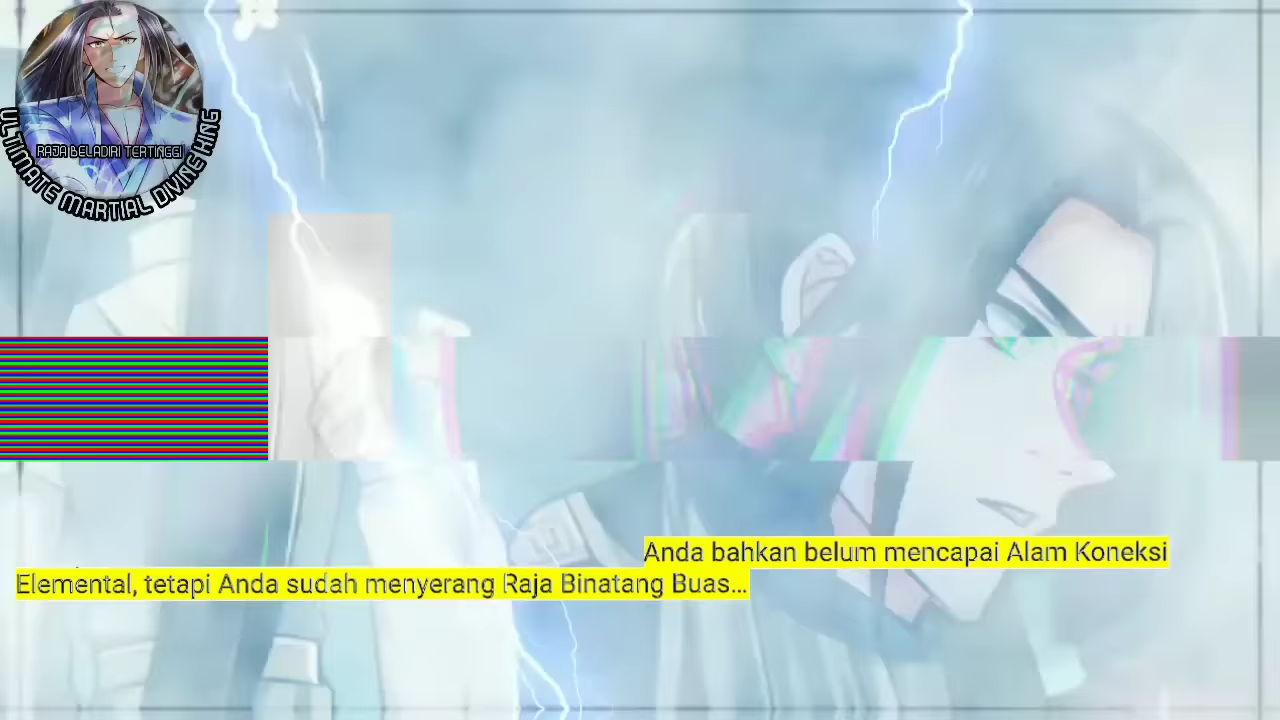 RAJA BELADIRI TERTINGGI
ULTIMATE MARTIAL DIVINE KING
Anda bahkan belum mencapai Alam Koneksi
Elemental, tetapi Anda sudah menyerang Raja Binatang Buas...